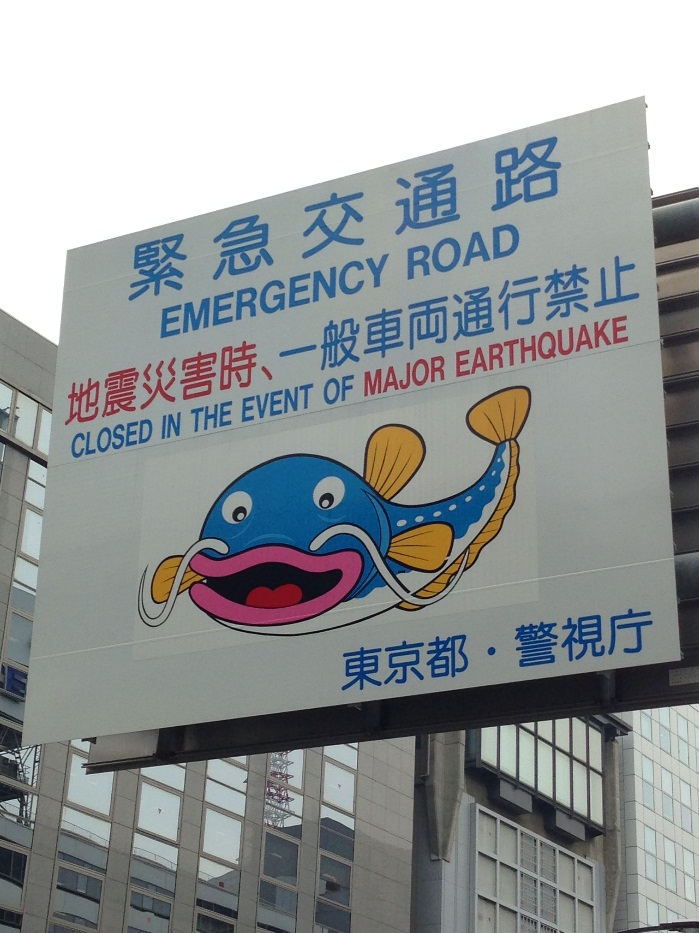 緊急交通路
EMERGENCY ROAD
地震災害時、一般車両通行禁止
CLOSED IN THE EVENT OF MAJOR EARTHQUAKE
東京都・警視庁